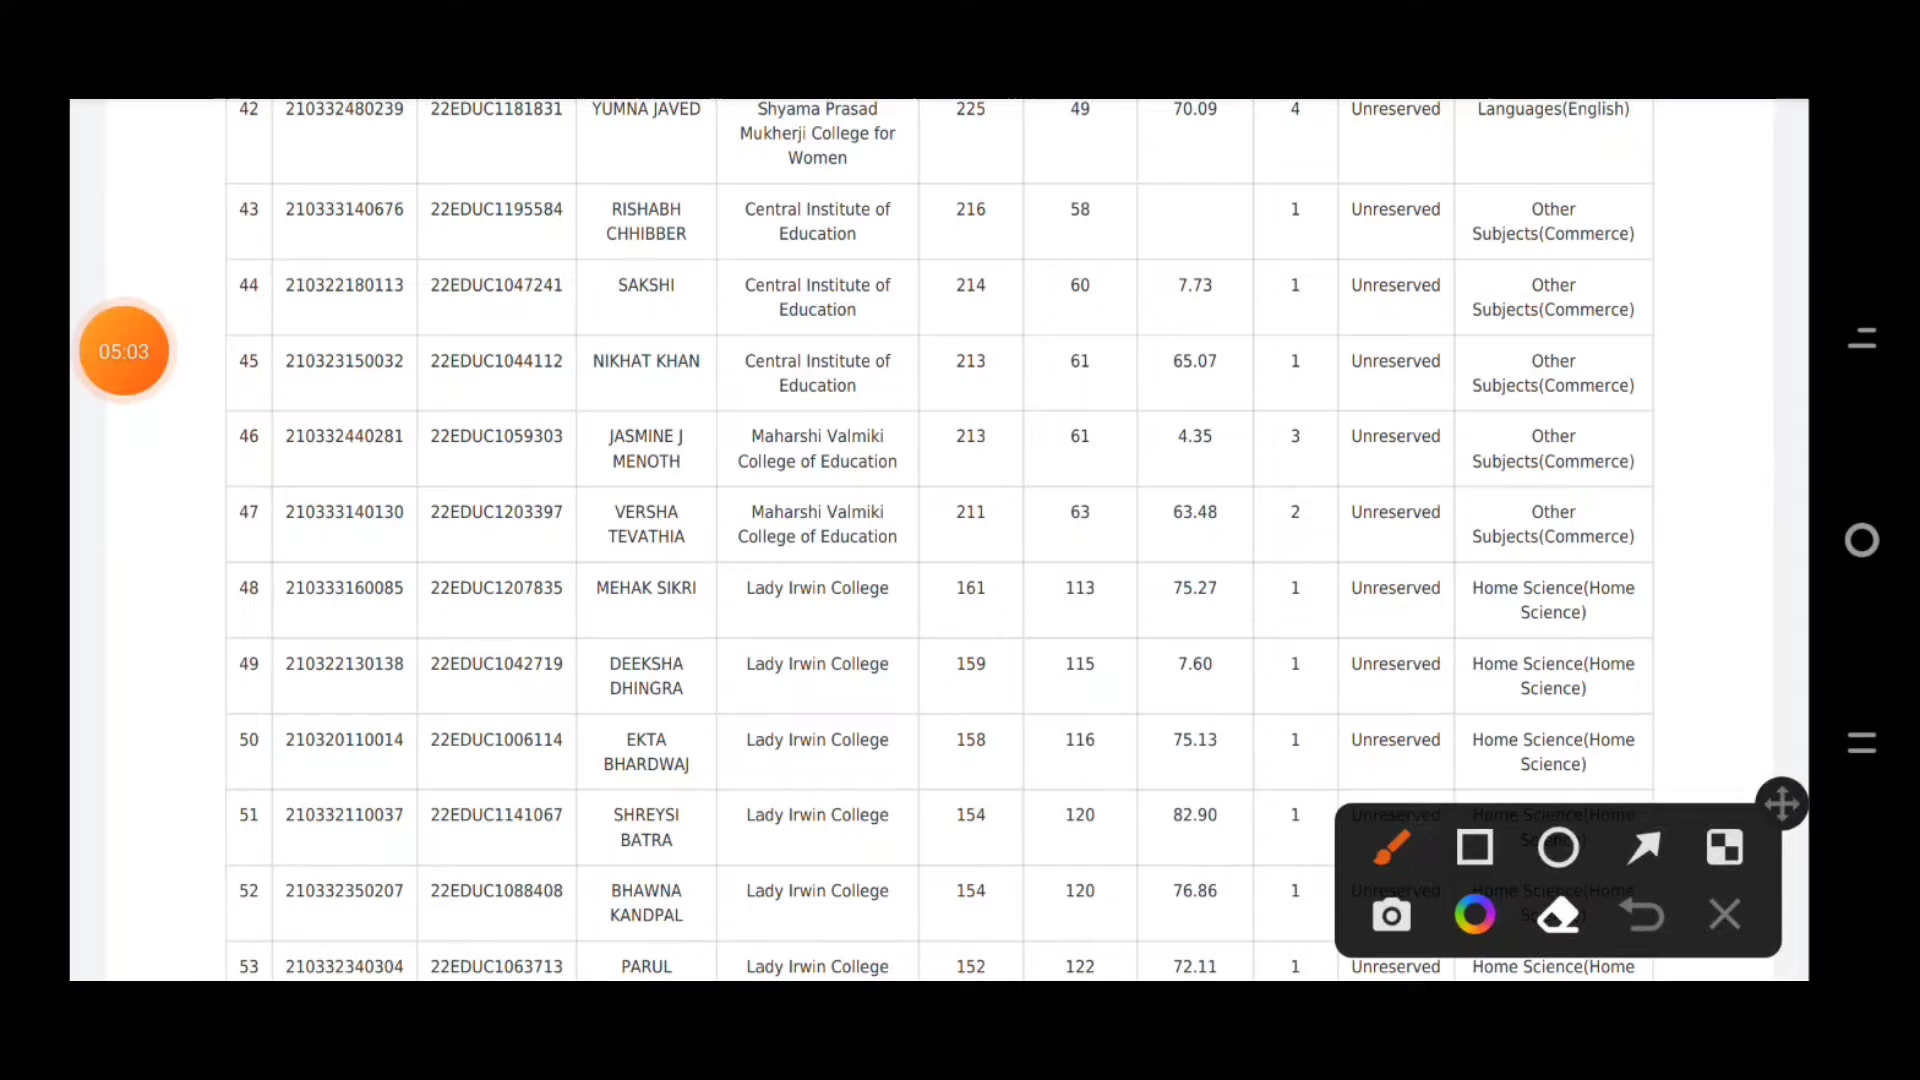 42 210332480239 22EDUC1181831 YUMNA JAVED Shyama Prasad 225 49 70.09 4 Unreserved Languages(English)
Mukherji College for
Women
43 210333140676 22EDUC1195584 RISHABH Central Institute of 216 58 1 Unreserved Other
CHHIBBER Education Subjects(Commerce)
44 210322180113 22EDUC1047241 SAKSHI Central Institute of 214 60 7.73 1 Unreserved Other
Education Subjects(Commerce)
05:03
45 210323150032 22EDUC1044112 NIKHAT KHAN Central Institute of 213 61 65.07 1 Unreserved Other
Education Subjects(Commerce)
46 210332440281 22EDUC1059303 JASMINE J Maharshi Valmiki 213 61 4.35 3 Unreserved Other
MENOTH College of Education Subjects(Commerce)
47 210333140130 22EDUC1203397 VERSHA Maharshi Valmiki 211 63 63.48 2 Unreserved Other
TEVATHIA College of Education Subjects(Commerce)
48 210333160085 22EDUC1207835 MEHAK SIKRI Lady Irwin College 161 113 75.27 1 Unreserved Home Science(Home
Science)
49 210322130138 22EDUC1042719 DEEKSHA Lady Irwin College 159 115 7.60 1 Unreserved Home Science(Home
DHINGRA Science)
50 210320110014 22EDUC1006114 EKTA Lady Irwin College 158 116 75.13 1 Unreserved Home Science(Home
BHARDWAJ Science)
51 210332110037 22EDUC1141067 SHREYSI Lady Irwin College 154 120 82.90 1 Unreserved Home Science(Home
BATRA
52 210332350207 22EDUC1088408 BHAWNA Lady Irwin College 154 120 76.86 1 Unreserved Home Science(Home
KANDPAL
53 210332340304 22EDUC1063713 PARUL Lady Irwin College 152 122 72.11 1 Unreserved Home Science(Home